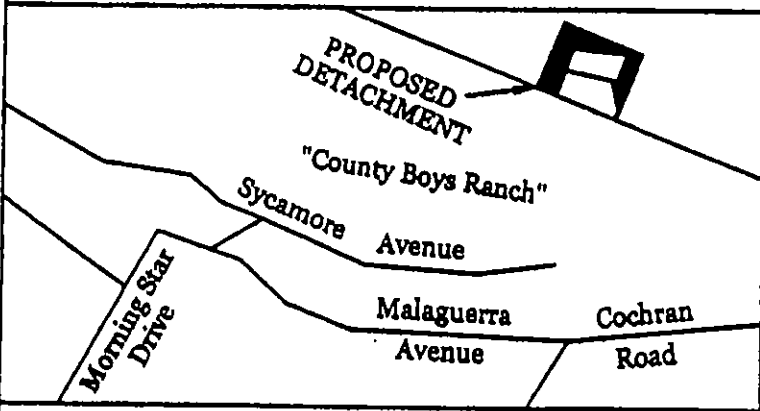 PROPOSED
DETACHMENT
"County Boys Ranch"
Sycamore Avenue
Morning Star
Drive
Malaguerra
Avenue
Cochran
Road